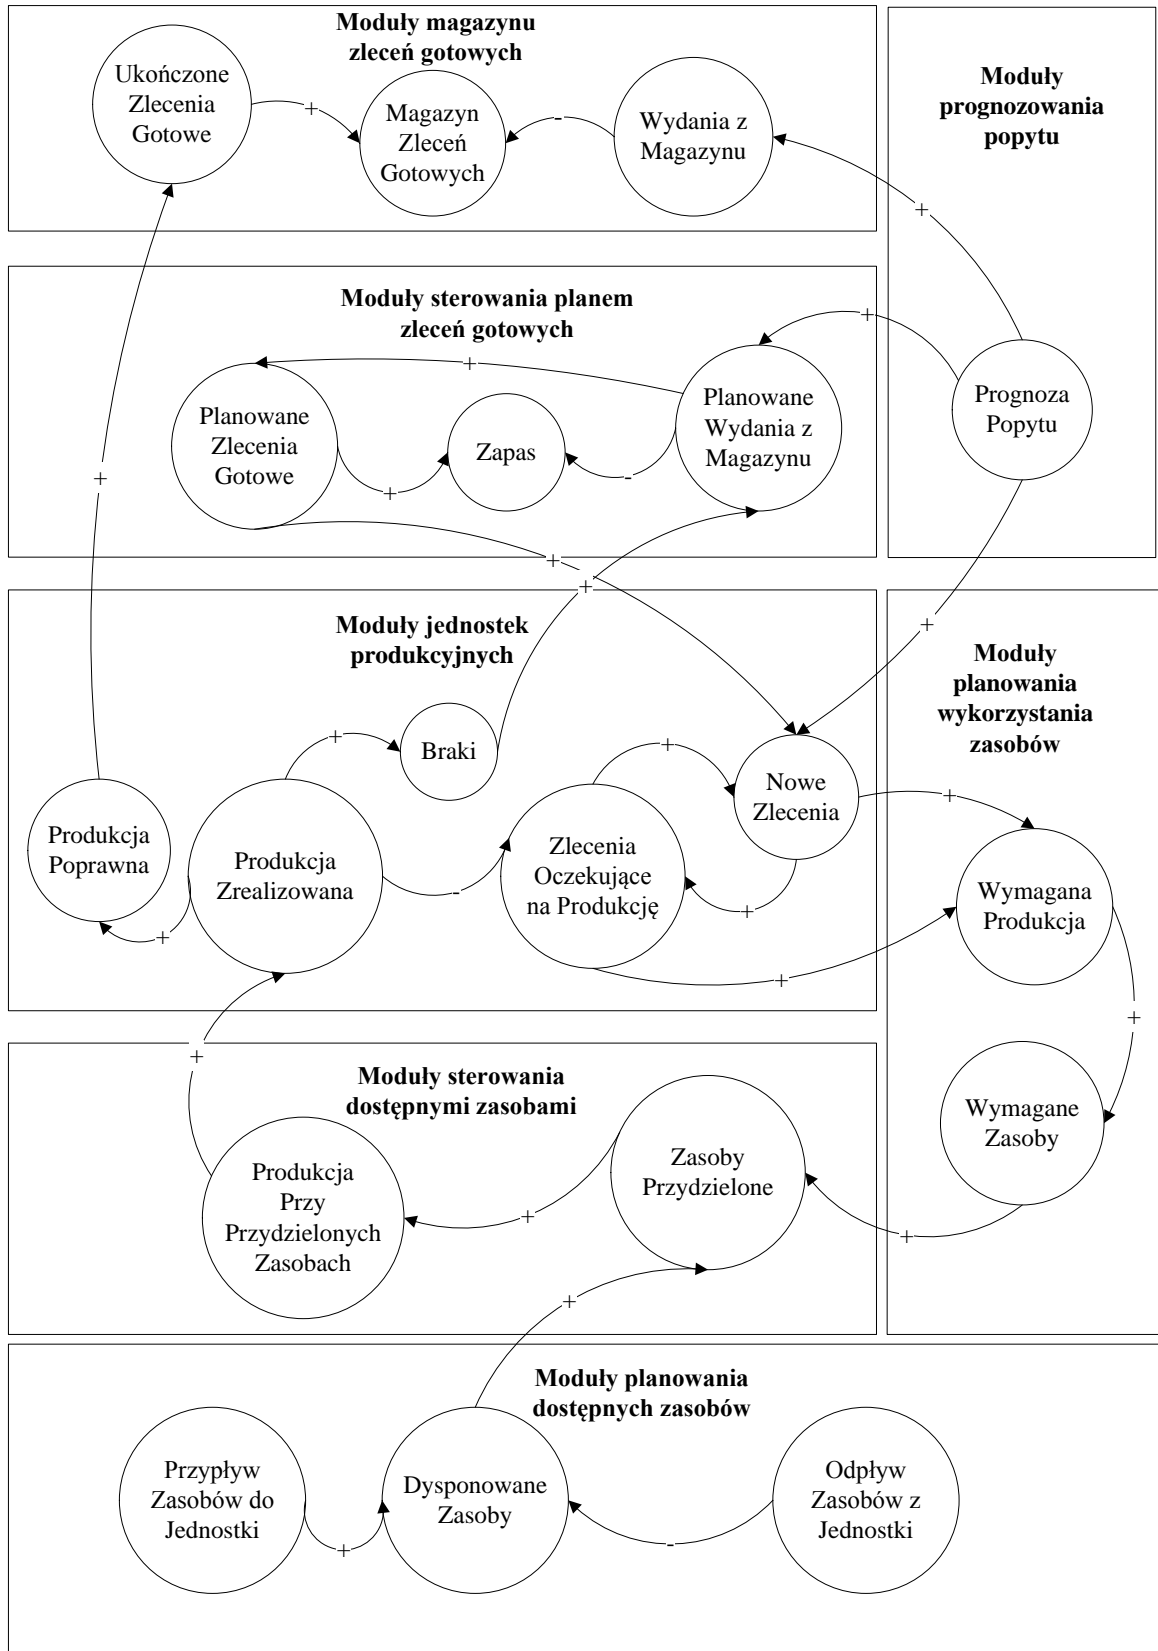 Moduły magazynu
zleceń gotowych
Ukończone
Zlecenia
Gotowe
+
Magazyn
Zleceń
Gotowych
-
Wydania z
Magazynu
Moduły
prognozowania
popytu
+
Moduły sterowania planem
zleceń gotowych
+
+
Planowane
Zlecenia
Gotowe
Zapas
Planowane
Wydania z
Magazynu
Prognoza
Popytu
+
-
+
+
+
+
Moduły jednostek
produkcyjnych
Moduły
planowania
wykorzystania
zasobów
+
Braki
+
Nowe
Zlecenia
+
Produkcja
Poprawna
Produkcja
Zrealizowana
-
Zlecenia
Oczekujące
na Produkcję
+
Wymagana
Produkcja
+
+
+
+
Moduły sterowania
dostępnymi zasobami
Produkcja
Przy
Przydzielonych
Zasobach
+
Zasoby
Przydzielone
Wymagane
Zasoby
+
+
Moduły planowania
dostępnych zasobów
Przypływ
Zasobów do
Jednostki
+
Dysponowane
Zasoby
-
Odpływ
Zasobów z
Jednostki